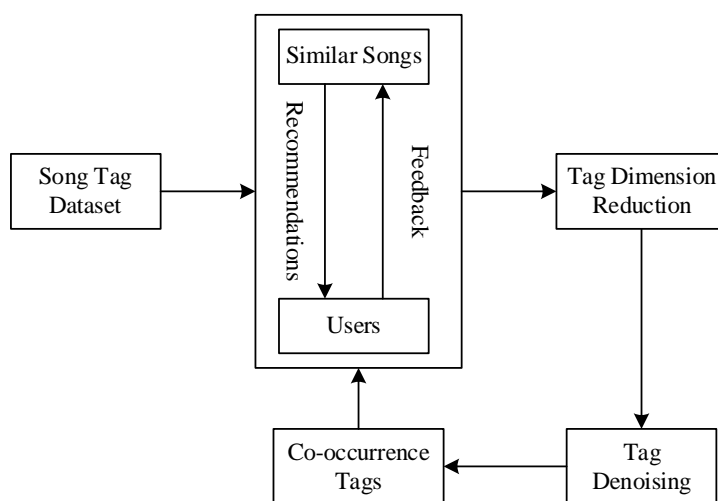 Similar Songs
Recommendations
Feedback
Song Tag
Dataset
Tag Dimension
Reduction
Users
Co-occurrence
Tags
Tag
Denoising